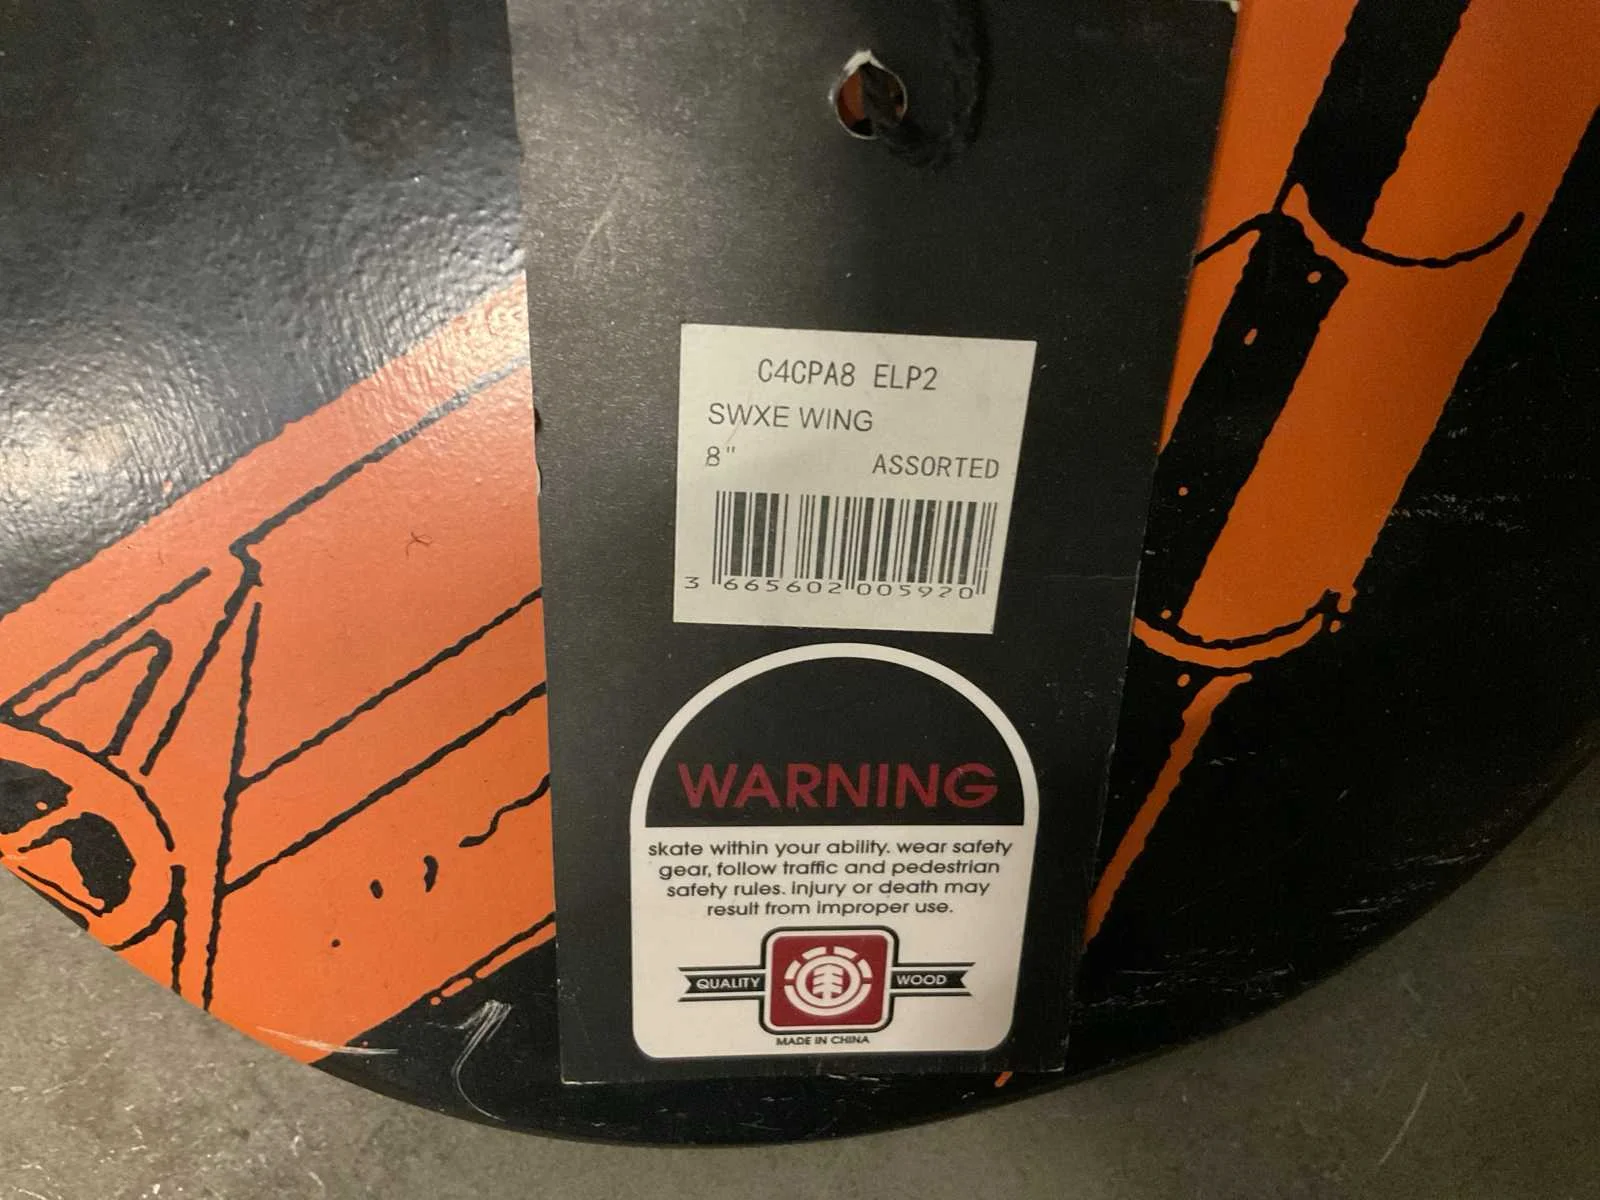 C4CPA8 ELP2
SWXE WING
8" ASSORTED
3 665602 005920
WARNING
skate within your ability. wear safety
gear, follow traffic and pedestrian
safety rules. injury or death may
result from improper use.
QUALITY WOOD
MADE IN CHINA